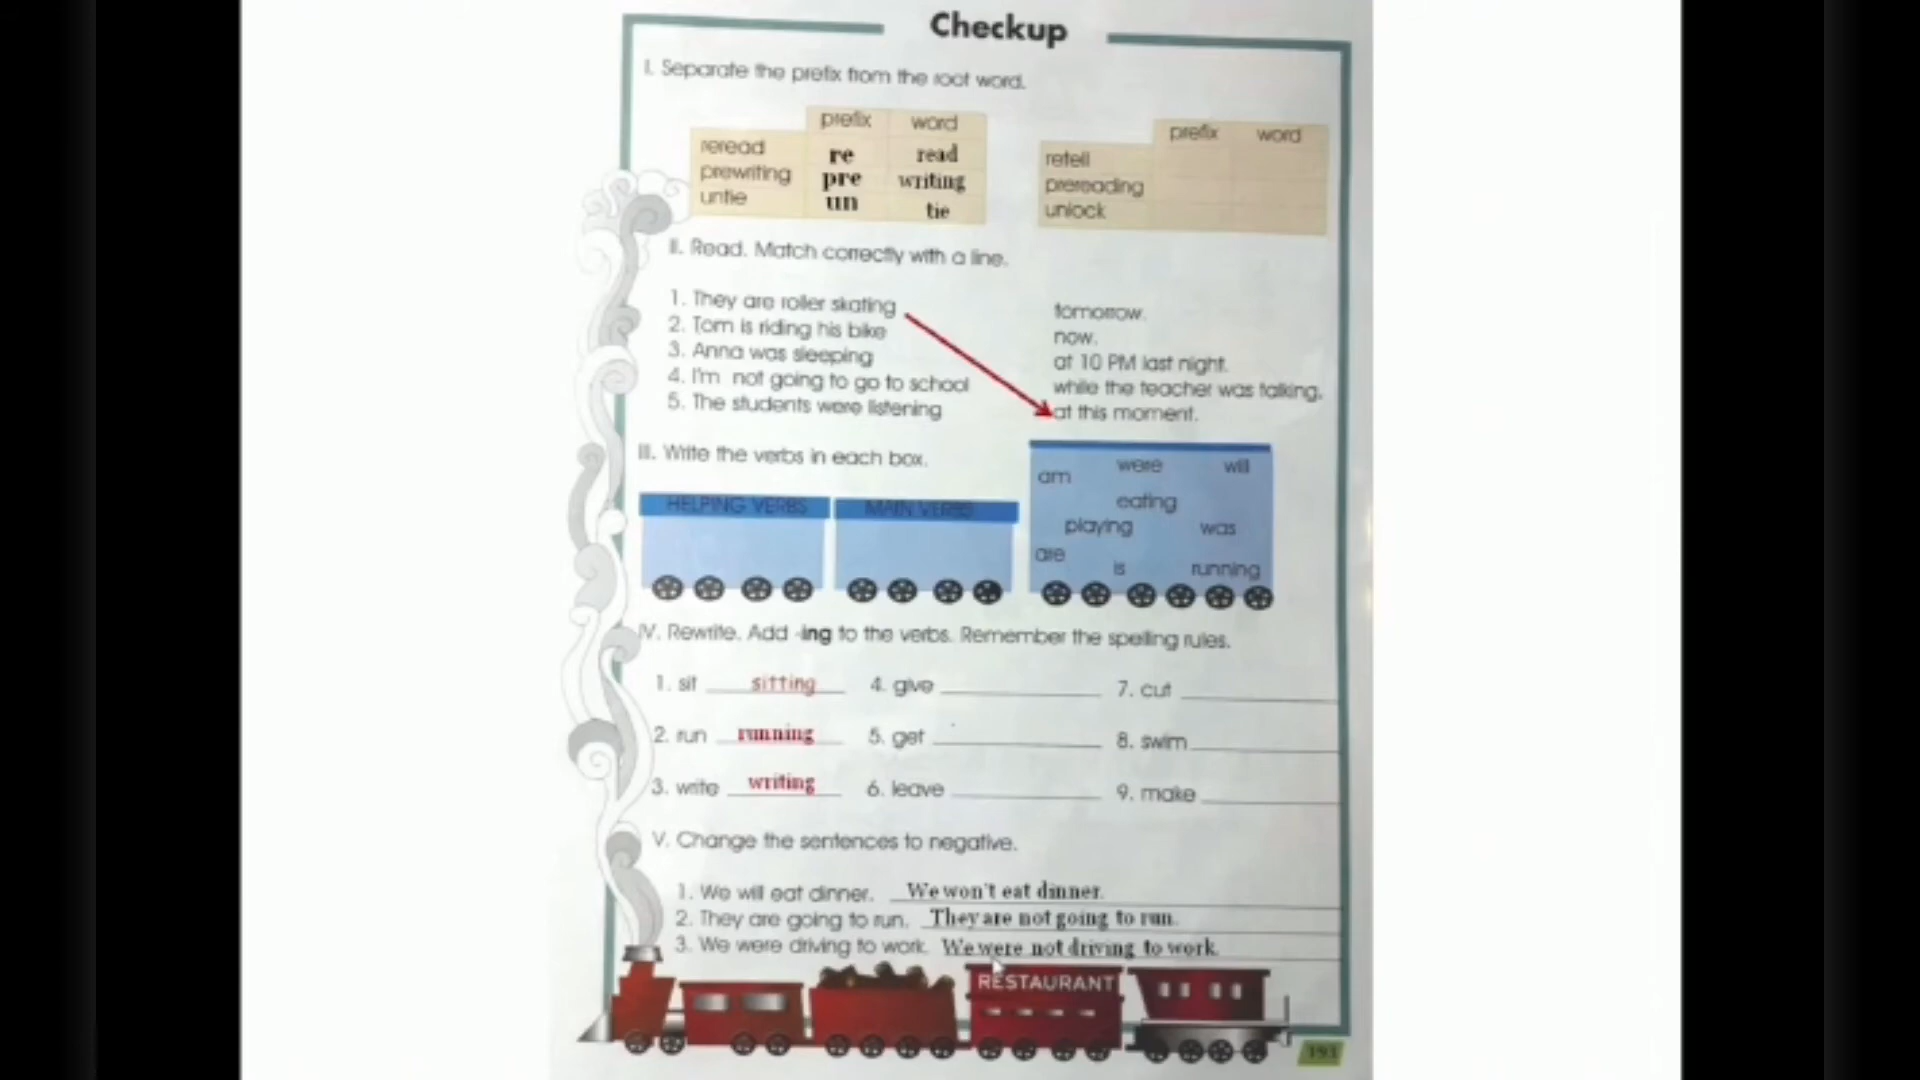 Checkup
I. Separate the prefix from the root word.
prefix word
reread re read
prewriting pre writing
untie un tie
prefix word
retell
prereading
unlock
II. Read. Match correctly with a line.
1. They are roller skating
2. Tom is riding his bike
3. Anna was sleeping
4. I'm not going to go to school
5. The students were listening
tomorrow.
now.
at 10 PM last night.
while the teacher was talking.
at this moment.
III. Write the verbs in each box.
HELPING VERBS MAIN VERBS
am were will
eating
playing was
are is running
IV. Rewrite. Add -ing to the verbs. Remember the spelling rules.
1. sit sitting 4. give 7. cut
2. run running 5. get 8. swim
3. write writing 6. leave 9. make
V. Change the sentences to negative.
1. We will eat dinner. We won't eat dinner.
2. They are going to run. They are not going to run.
3. We were driving to work. We were not driving to work.
RESTAURANT
193